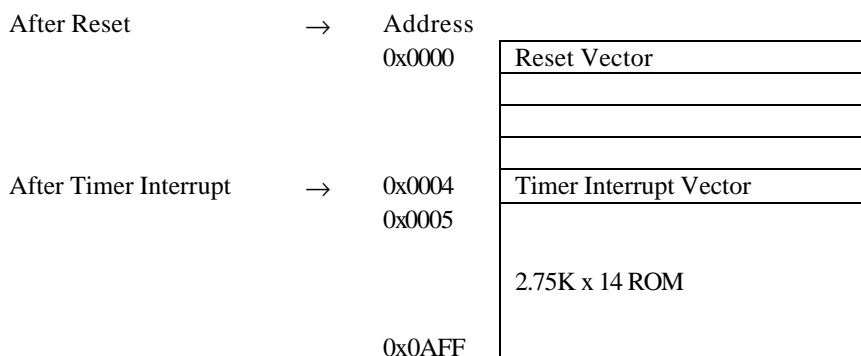 After Reset → Address
0x0000 Reset Vector
After Timer Interrupt → 0x0004 Timer Interrupt Vector
0x0005
2.75K x 14 ROM
0x0AFF